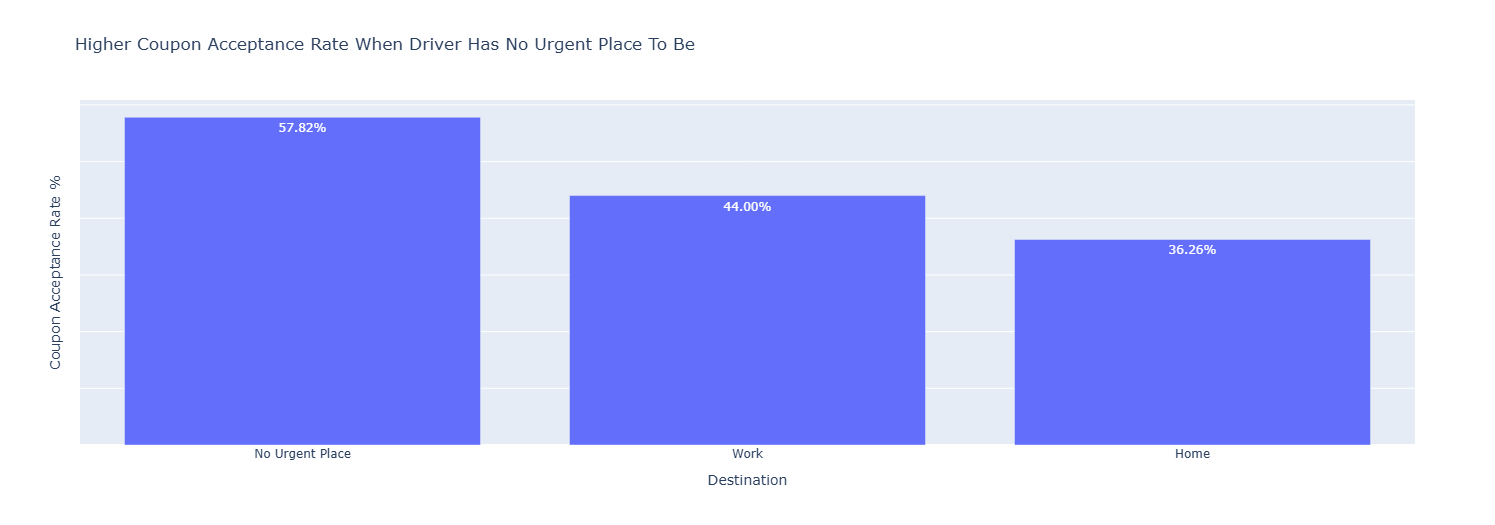 Higher Coupon Acceptance Rate When Driver Has No Urgent Place To Be
Coupon Acceptance Rate %
57.82%
44.00%
36.26%
No Urgent Place
Work
Home
Destination